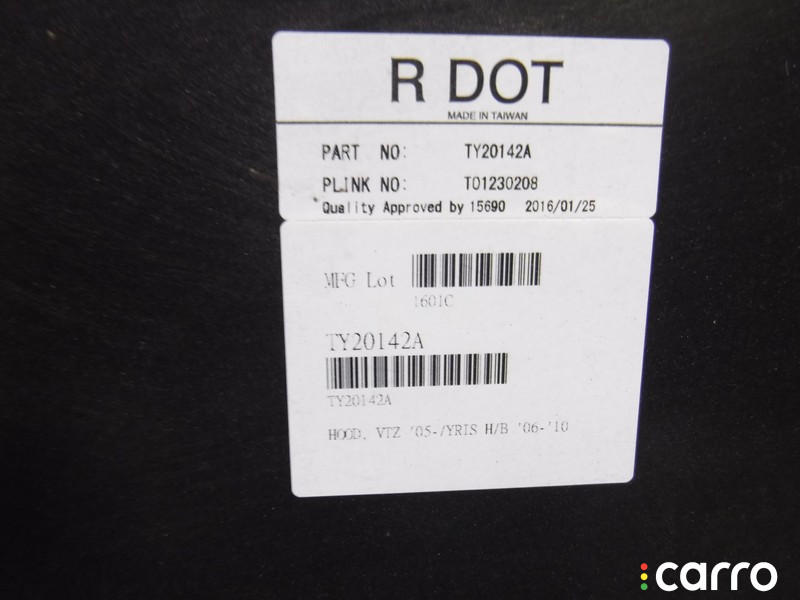 R DOT
MADE IN TAIWAN
PART NO: TY20142A
PLINK NO: T01230208
Quality Approved by 15690 2016/01/25
MFG Lot
1601C
TY20142A
TY20142A
HOOD, VTZ '05-/YRIS H/B '06-'10
carro